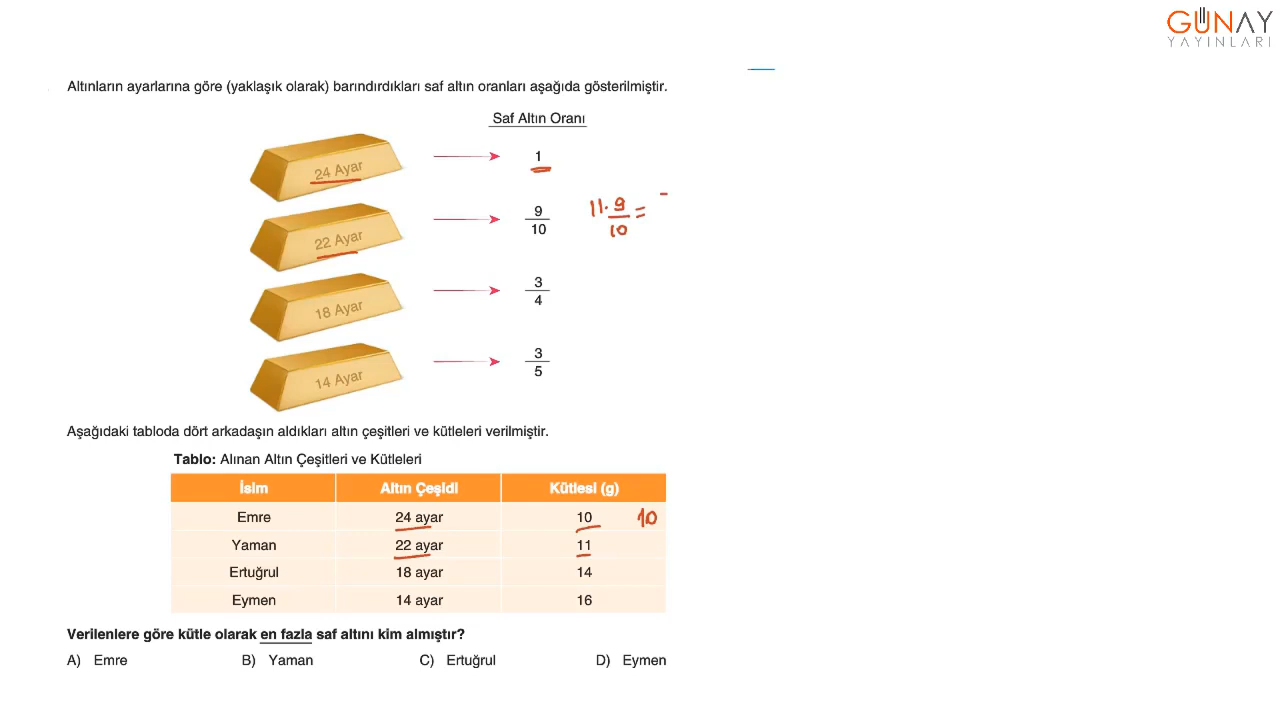 GÜNAY
YAYINLARI
Altınların ayarlarına göre (yaklaşık olarak) barındırdıkları saf altın oranları aşağıda gösterilmiştir.
Saf Altın Oranı
24 Ayar 1
22 Ayar 9/10 11. 9/10 =
18 Ayar 3/4
14 Ayar 3/5
Aşağıdaki tabloda dört arkadaşın aldıkları altın çeşitleri ve kütleleri verilmiştir.
Tablo: Alınan Altın Çeşitleri ve Kütleleri
İsim Altın Çeşidi Kütlesi (g)
Emre 24 ayar 10 10
Yaman 22 ayar 11
Ertuğrul 18 ayar 14
Eymen 14 ayar 16
Verilenlere göre kütle olarak en fazla saf altını kim almıştır?
A) Emre B) Yaman C) Ertuğrul D) Eymen